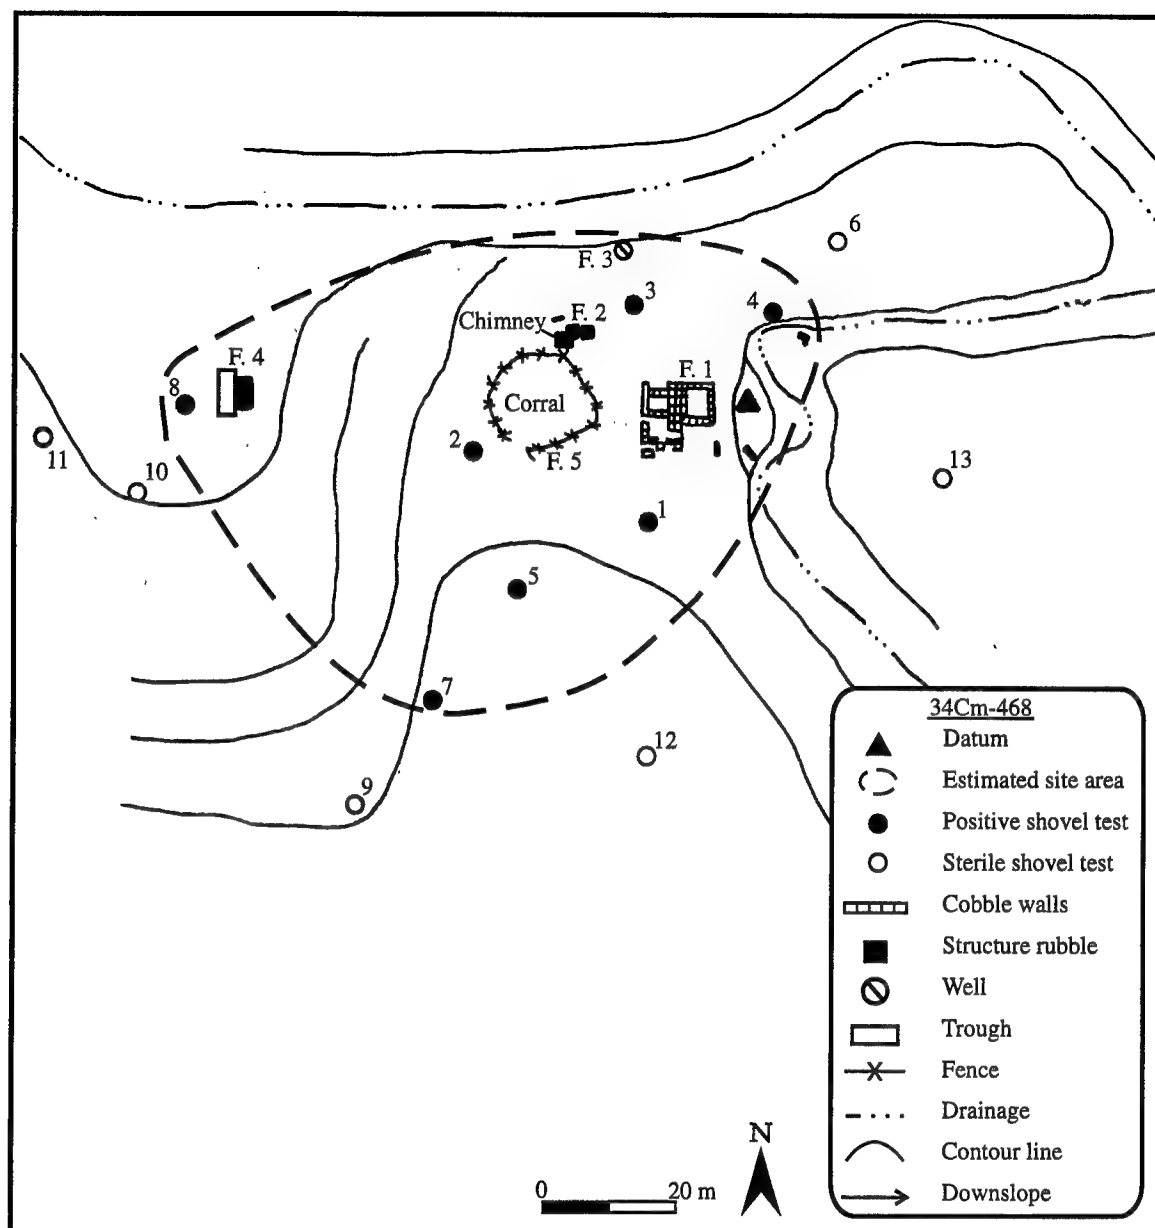 6
F. 3
3
4
Chimney
F. 2
F. 4
F. 1
8
Corral
11
2
F. 5
10
13
1
5
7
12
9
34Cm-468
Datum
Estimated site area
Positive shovel test
Sterile shovel test
Cobble walls
Structure rubble
Well
Trough
Fence
Drainage
Contour line
Downslope
N
0 20 m